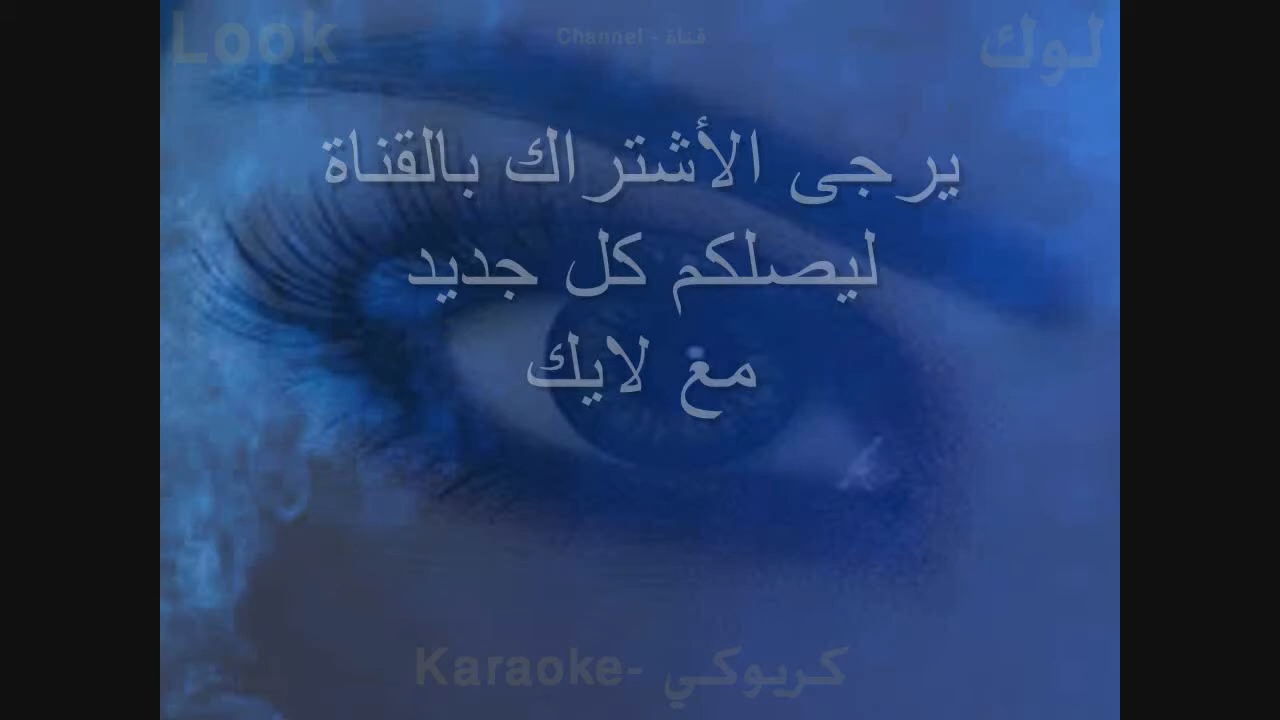 Look
Channel - قناة
لوك
يرجى الأشتراك بالقناة
ليصلكم كل جديد
مغ لايك
Karaoke- كريوكي